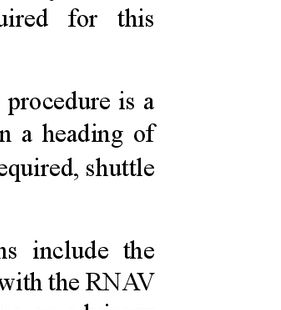 uired for this
procedure is a
n a heading of
equired, shuttle
ns include the
with the RNAV